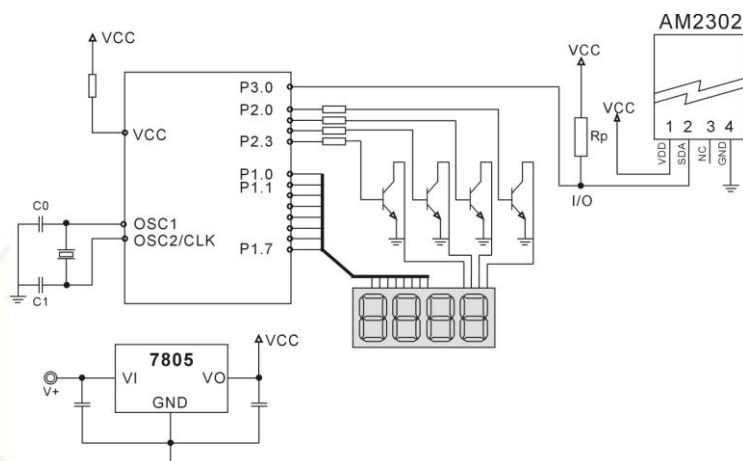 AM2302
VCC
VCC
VCC
P3.0
P2.0
P2.3
P1.0
P1.1
P1.7
VCC
OSC1
OSC2/CLK
C0
C1
Rp
I/O
1 2 3 4
VDD
SDA
NC
GND
7805
VI
VO
GND
V+
VCC